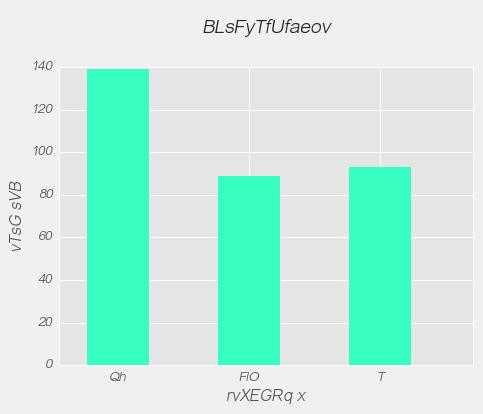 BLsFyTfUfaeov
140
120
100
80
60
40
20
0
vTsG sVB
Qh
FIO
T
rvXEGRq x